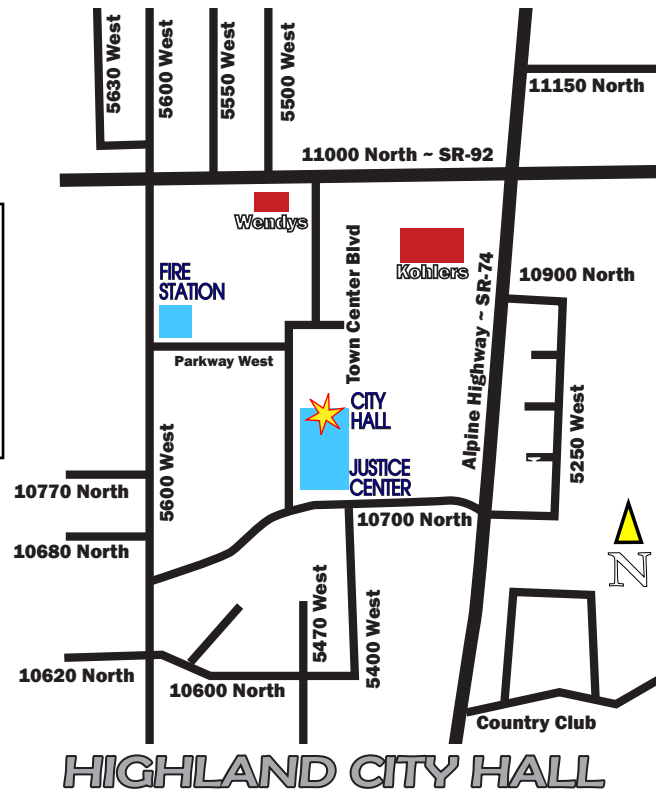 5630 West
5600 West
5550 West
5500 West
11150 North
11000 North ~ SR-92
Wendys
Town Center Blvd
Kohlers
FIRE
STATION
10900 North
Alpine Highway ~ SR-74
Parkway West
CITY
HALL
5250 West
5600 West
JUSTICE
CENTER
10770 North
10700 North
10680 North
N
5470 West
5400 West
10620 North
10600 North
Country Club
HIGHLAND CITY HALL